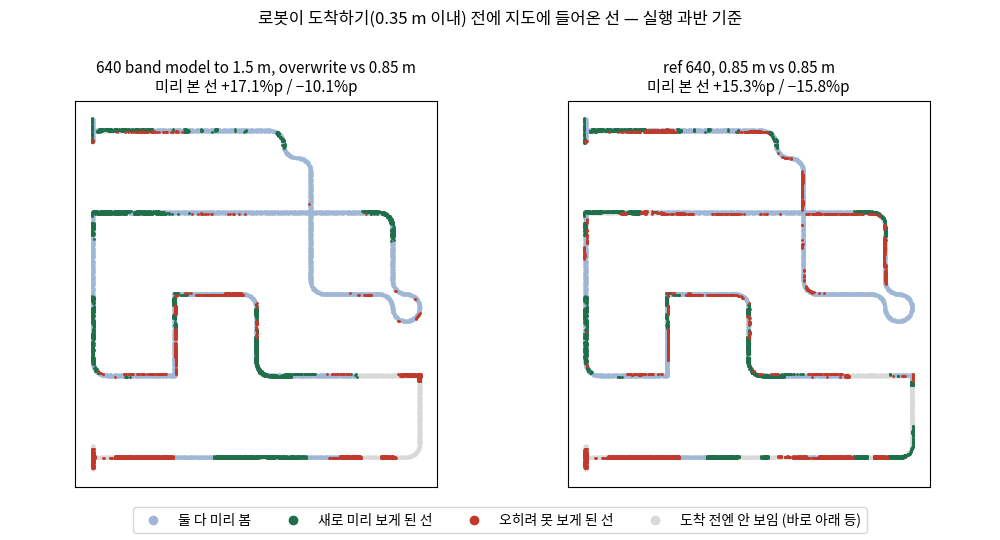 로봇이 도착하기(0.35 m 이내) 전에 지도에 들어온 선 — 실행 과반 기준
640 band model to 1.5 m, overwrite vs 0.85 m
미리 본 선 +17.1%p / −10.1%p
ref 640, 0.85 m vs 0.85 m
미리 본 선 +15.3%p / −15.8%p
둘 다 미리 봄
새로 미리 보게 된 선
오히려 못 보게 된 선
도착 전엔 안 보임 (바로 아래 등)